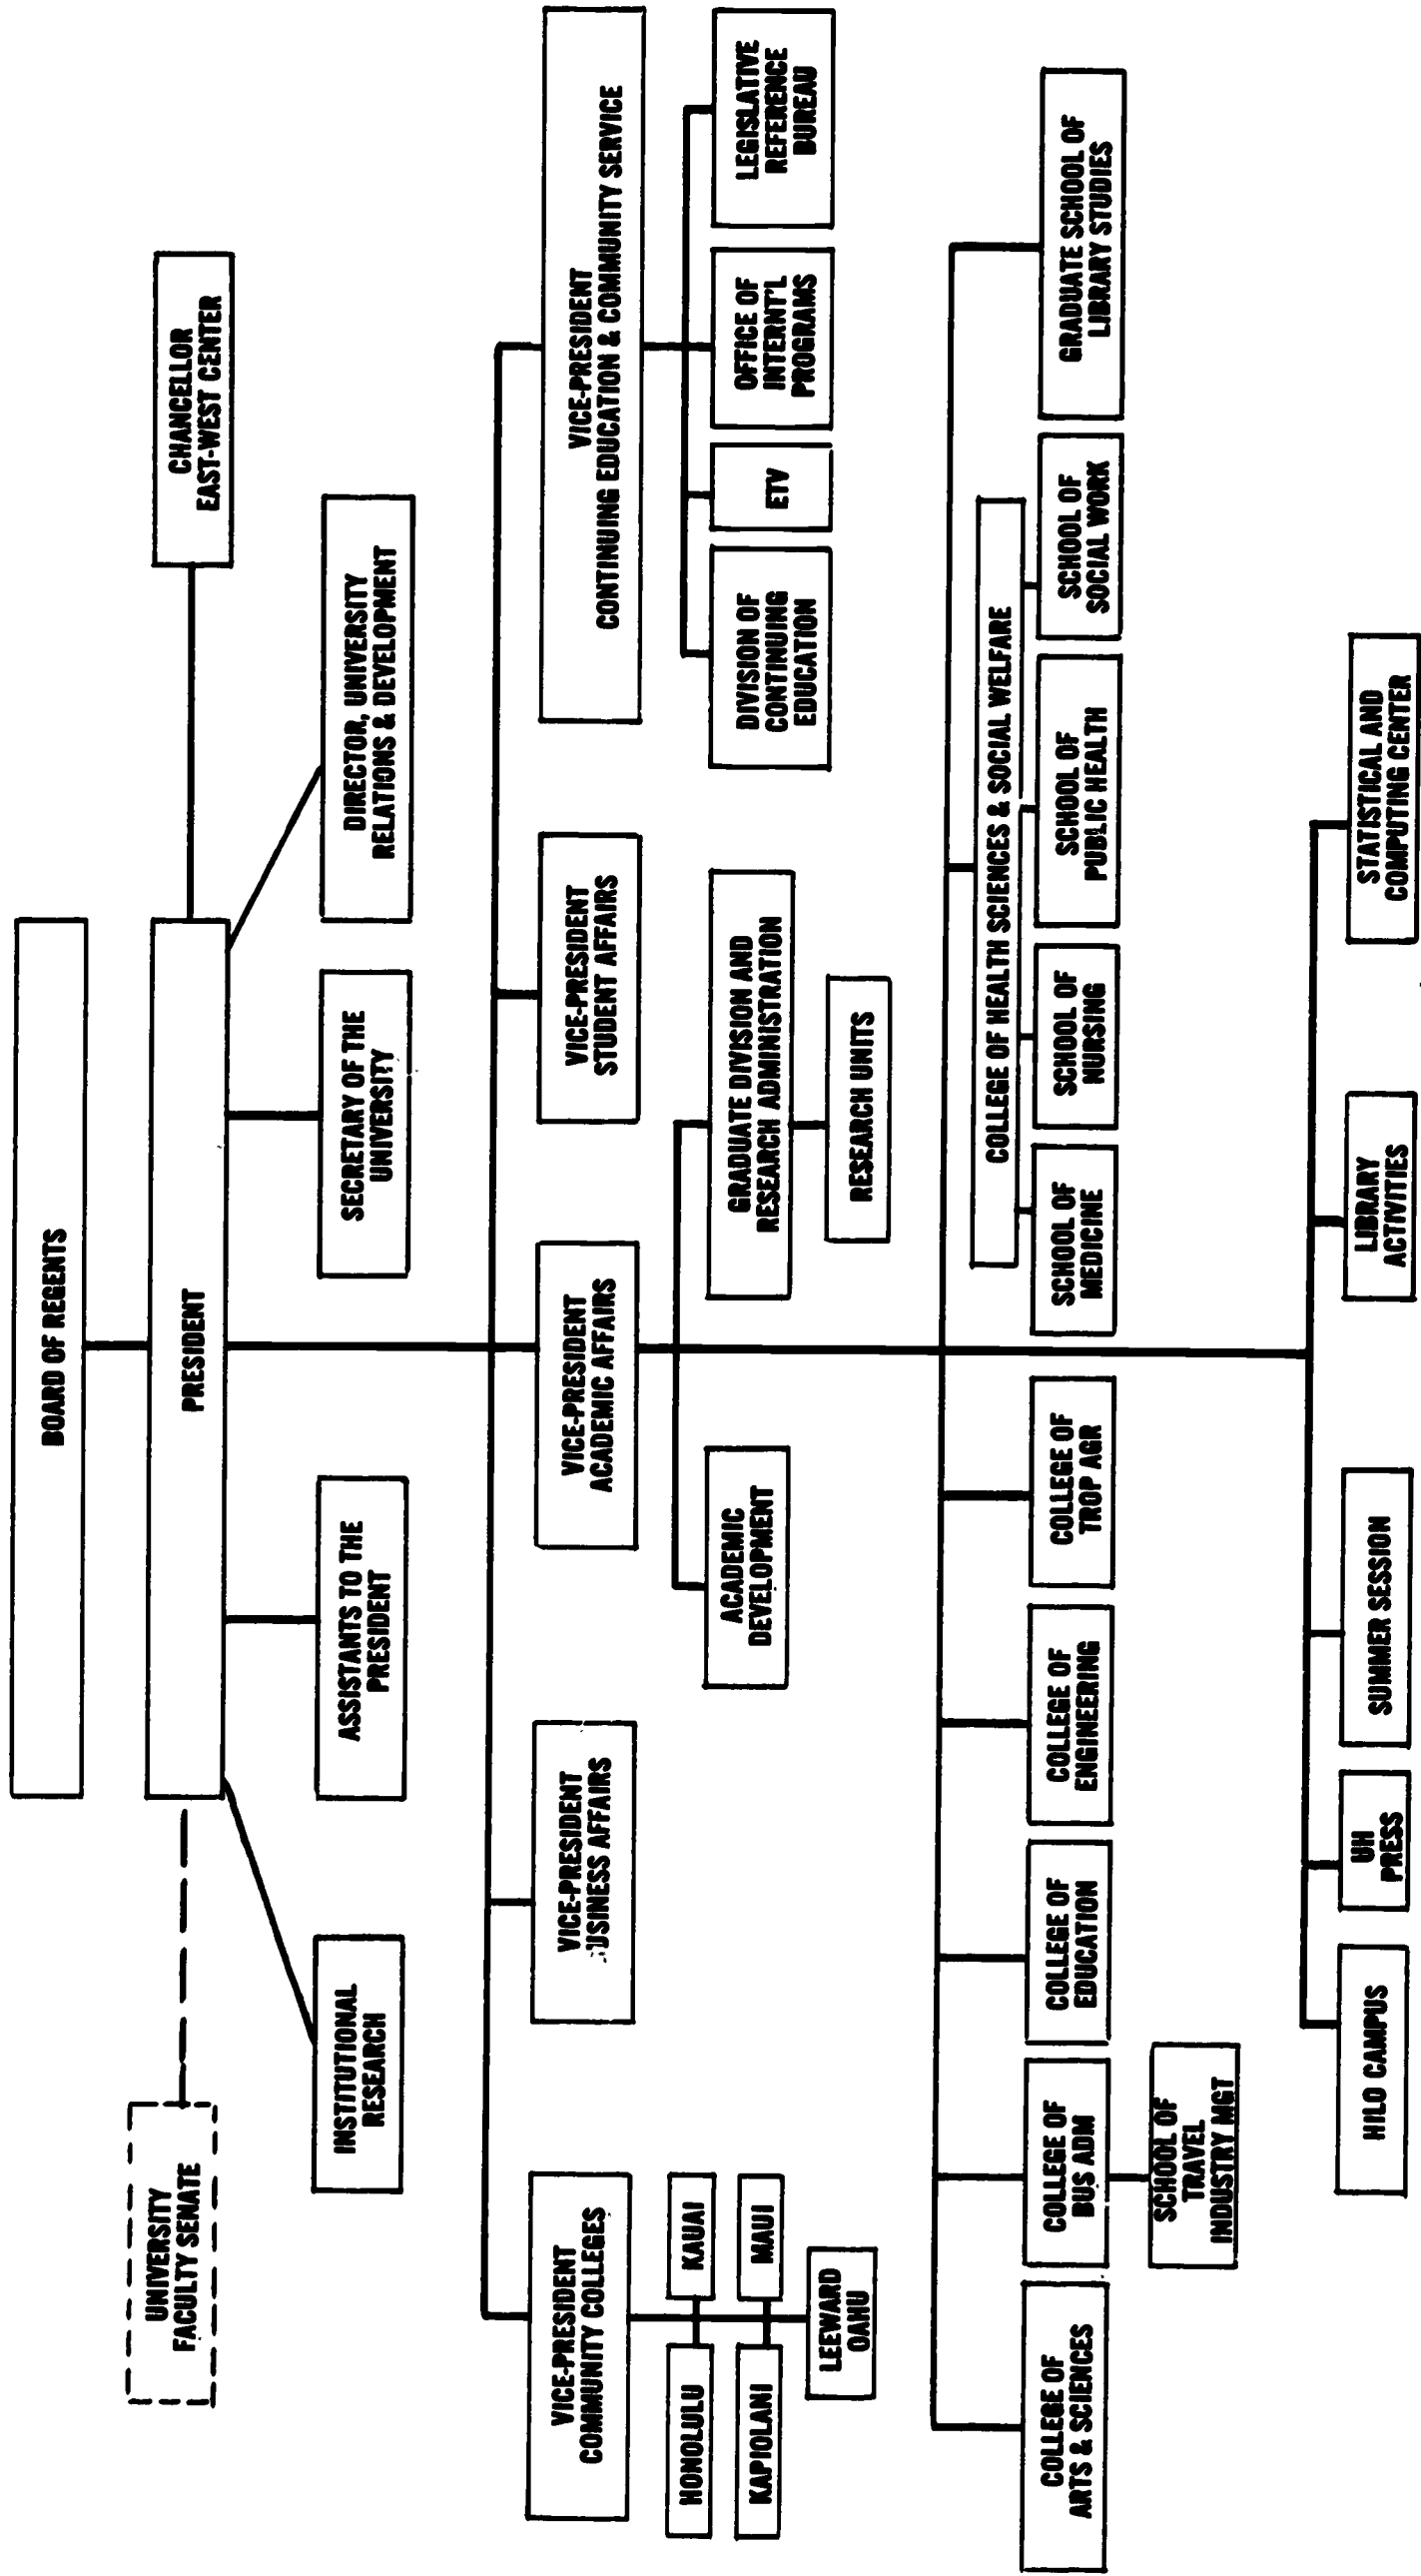 BOARD OF REGENTS
UNIVERSITY
FACULTY SENATE
PRESIDENT
CHANCELLOR
EAST-WEST CENTER
INSTITUTIONAL
RESEARCH
ASSISTANTS TO THE
PRESIDENT
SECRETARY OF THE
UNIVERSITY
DIRECTOR, UNIVERSITY
RELATIONS & DEVELOPMENT
VICE-PRESIDENT
COMMUNITY COLLEGES
VICE-PRESIDENT
USINESS AFFAIRS
VICE-PRESIDENT
ACADEMIC AFFAIRS
VICE-PRESIDENT
STUDENT AFFAIRS
VICE-PRESIDENT
CONTINUING EDUCATION & COMMUNITY SERVICE
HONOLULU
KAUAI
KAPIOLANI
MAUI
LEEWARD
OAHU
ACADEMIC
DEVELOPMENT
GRADUATE DIVISION AND
RESEARCH ADMINISTRATION
RESEARCH UNITS
DIVISION OF
CONTINUING
EDUCATION
ETV
OFFICE OF
INTERNT'L
PROGRAMS
LEGISLATIVE
REFERENCE
BUREAU
COLLEGE OF HEALTH SCIENCES & SOCIAL WELFARE
COLLEGE OF
ARTS & SCIENCES
COLLEGE OF
BUS ADM
COLLEGE OF
EDUCATION
COLLEGE OF
ENGINEERING
COLLEGE OF
TROP AGR
SCHOOL OF
MEDICINE
SCHOOL OF
NURSING
SCHOOL OF
PUBLIC HEALTH
SCHOOL OF
SOCIAL WORK
GRADUATE SCHOOL OF
LIBRARY STUDIES
SCHOOL OF
TRAVEL
INDUSTRY MGT
HILO CAMPUS
UH
PRESS
SUMMER SESSION
LIBRARY
ACTIVITIES
STATISTICAL AND
COMPUTING CENTER